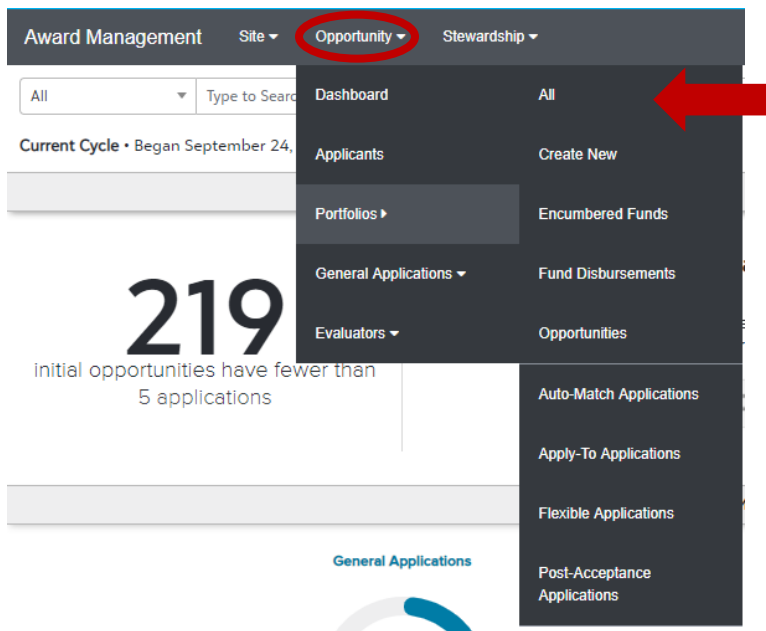 Award Management Site Opportunity Stewardship
All Type to Searc
Current Cycle • Began September 24,
Dashboard
Applicants
Portfolios
General Applications
Evaluators
All
Create New
Encumbered Funds
Fund Disbursements
Opportunities
Auto-Match Applications
Apply-To Applications
Flexible Applications
Post-Acceptance
Applications
219
initial opportunities have fewer than
5 applications
General Applications